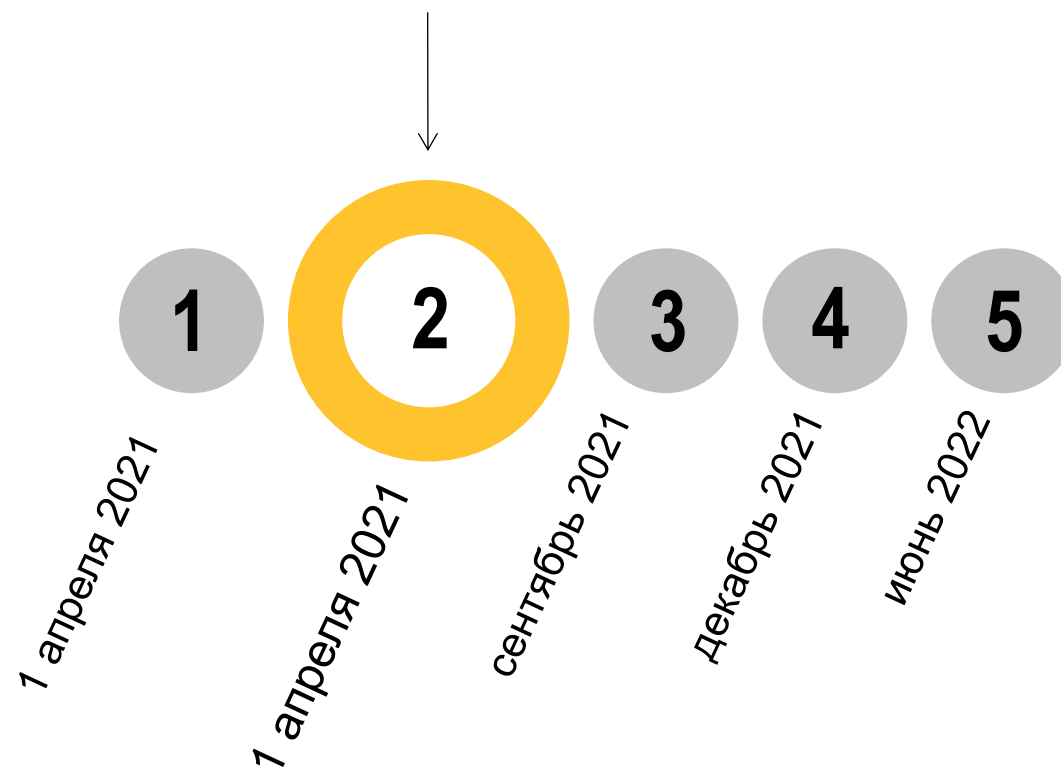 1
2
3
4
5
1 апреля 2021
1 апреля 2021
сентябрь 2021
декабрь 2021
июнь 2022